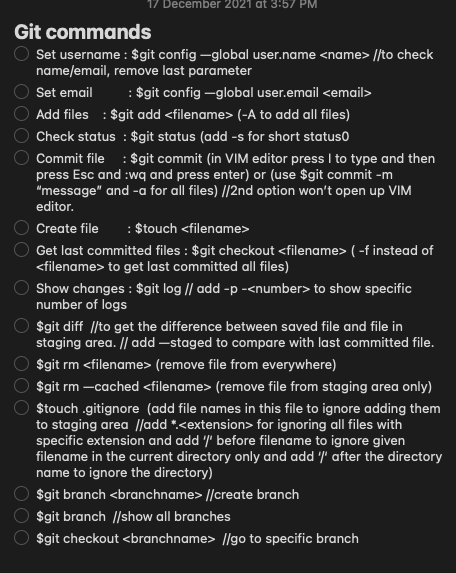 17 December 2021 at 3:57 PM
Git commands
Set username : $git config —global user.name <name> //to check
name/email, remove last parameter
Set email : $git config —global user.email <email>
Add files : $git add <filename> (-A to add all files)
Check status : $git status (add -s for short status0
Commit file : $git commit (in VIM editor press I to type and then
press Esc and :wq and press enter) or (use $git commit -m
“message” and -a for all files) //2nd option won’t open up VIM
editor.
Create file : $touch <filename>
Get last committed files : $git checkout <filename> ( -f instead of
<filename> to get last committed all files)
Show changes : $git log // add -p -<number> to show specific
number of logs
$git diff //to get the difference between saved file and file in
staging area. // add —staged to compare with last committed file.
$git rm <filename> (remove file from everywhere)
$git rm —cached <filename> (remove file from staging area only)
$touch .gitignore (add file names in this file to ignore adding them
to staging area //add *.<extension> for ignoring all files with
specific extension and add ‘/‘ before filename to ignore given
filename in the current directory only and add ‘/‘ after the directory
name to ignore the directory)
$git branch <branchname> //create branch
$git branch //show all branches
$git checkout <branchname> //go to specific branch